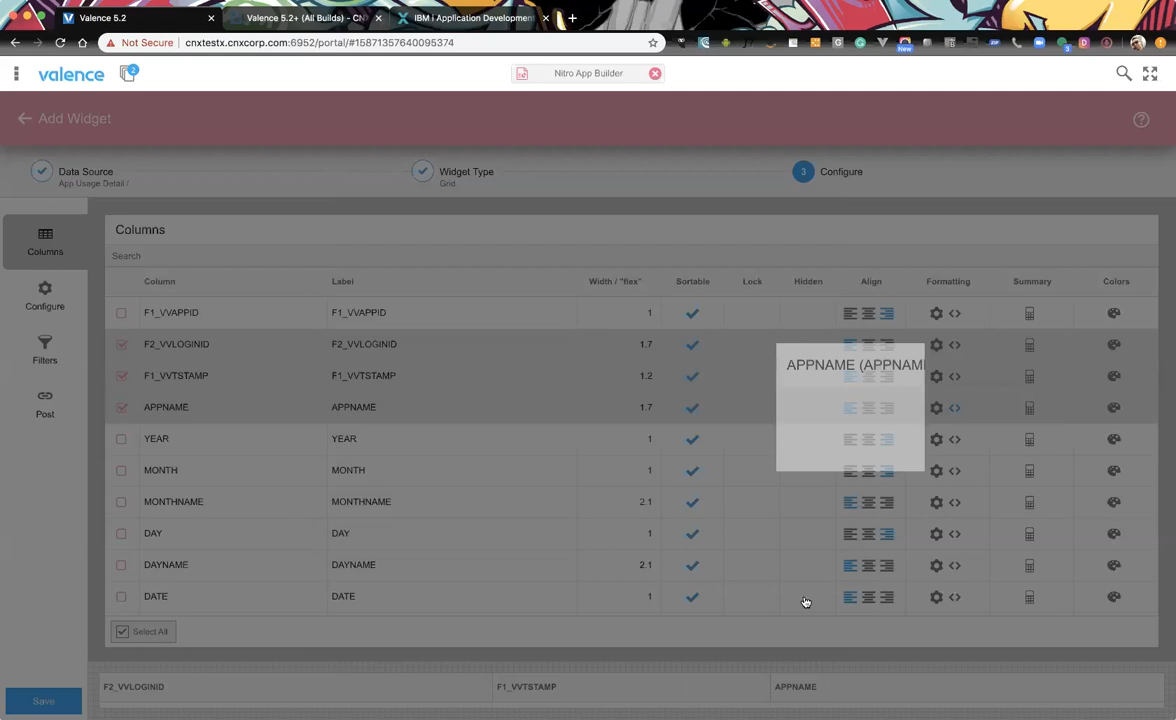 Valence 5.2
Valence 5.2+ (All Builds) - CN
IBM i Application Development
Not Secure
cnxtestx.cnxcorp.com:6952/portal/#15871357640095374
New
3
valence
2
Nitro App Builder
Add Widget
Data Source
App Usage Detail /
Widget Type
Grid
3
Configure
Columns
Configure
Filters
Post
Save
Columns
Search
Column Label Width / "flex" Sortable Lock Hidden Align Formatting Summary Colors
F1_VVAPPID F1_VVAPPID 1
F2_VVLOGINID F2_VVLOGINID 1.7
F1_VVTSTAMP F1_VVTSTAMP 1.2
APPNAME APPNAME 1.7
YEAR YEAR 1
MONTH MONTH 1
MONTHNAME MONTHNAME 2.1
DAY DAY 1
DAYNAME DAYNAME 2.1
DATE DATE 1
APPNAME (APPNAM
Select All
F2_VVLOGINID F1_VVTSTAMP APPNAME